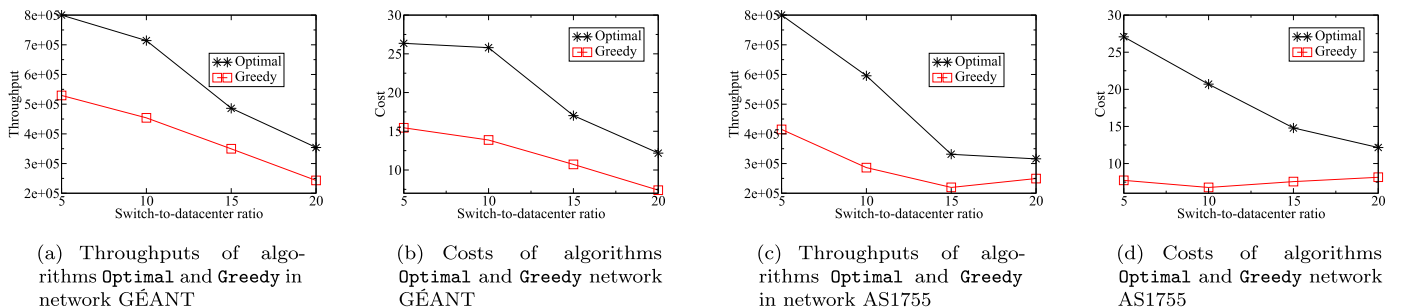 8e+05
7e+05
6e+05
5e+05
4e+05
3e+05
2e+05
Throughput
5
10
15
20
Switch-to-datacenter ratio
Optimal
Greedy
(a) Throughputs of algo-
rithms Optimal and Greedy in
network GÉANT
30
25
20
15
10
Cost
5
10
15
20
Switch-to-datacenter ratio
Optimal
Greedy
(b) Costs of algorithms
Optimal and Greedy network
GÉANT
8e+05
7e+05
6e+05
5e+05
4e+05
3e+05
2e+05
Throughput
5
10
15
20
Switch-to-datacenter ratio
Optimal
Greedy
(c) Throughputs of algo-
rithms Optimal and Greedy
in network AS1755
30
25
20
15
10
Cost
5
10
15
20
Switch-to-datacenter ratio
Optimal
Greedy
(d) Costs of algorithms
Optimal and Greedy network
AS1755